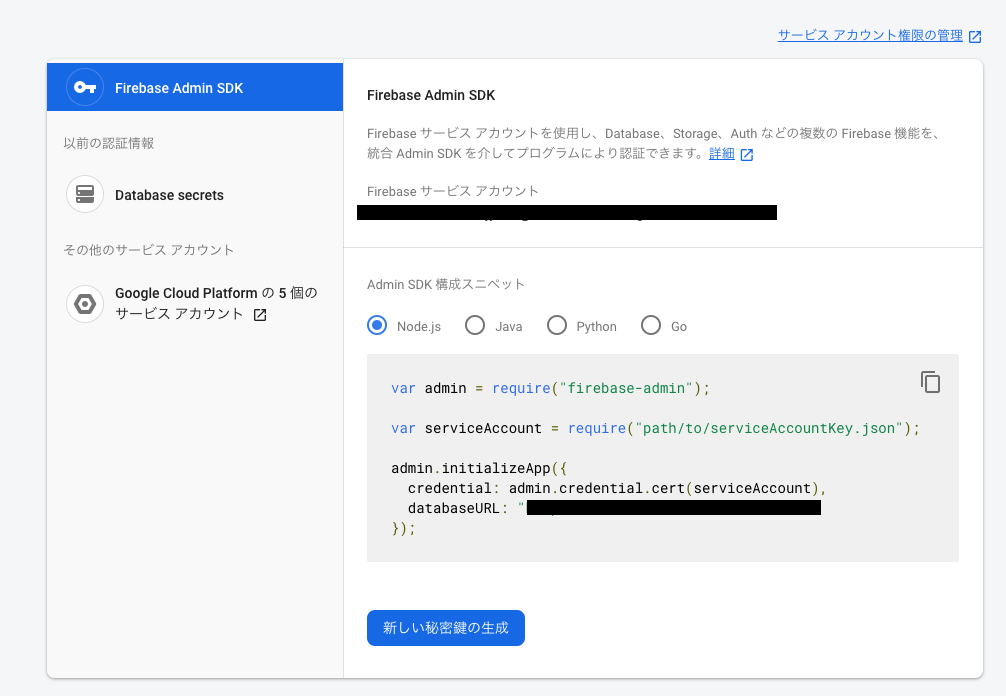 サービス アカウント権限の管理
Firebase Admin SDK
以前の認証情報
Database secrets
その他のサービス アカウント
Google Cloud Platform の 5 個の
サービス アカウント
Firebase Admin SDK
Firebase サービス アカウントを使用し、Database、Storage、Auth などの複数の Firebase 機能を、
統合 Admin SDK を介してプログラムにより認証できます。詳細
Firebase サービス アカウント
Admin SDK 構成スニペット
Node.js Java Python Go
var admin = require("firebase-admin");
var serviceAccount = require("path/to/serviceAccountKey.json");
admin.initializeApp({
  credential: admin.credential.cert(serviceAccount),
  databaseURL: "
});
新しい秘密鍵の生成